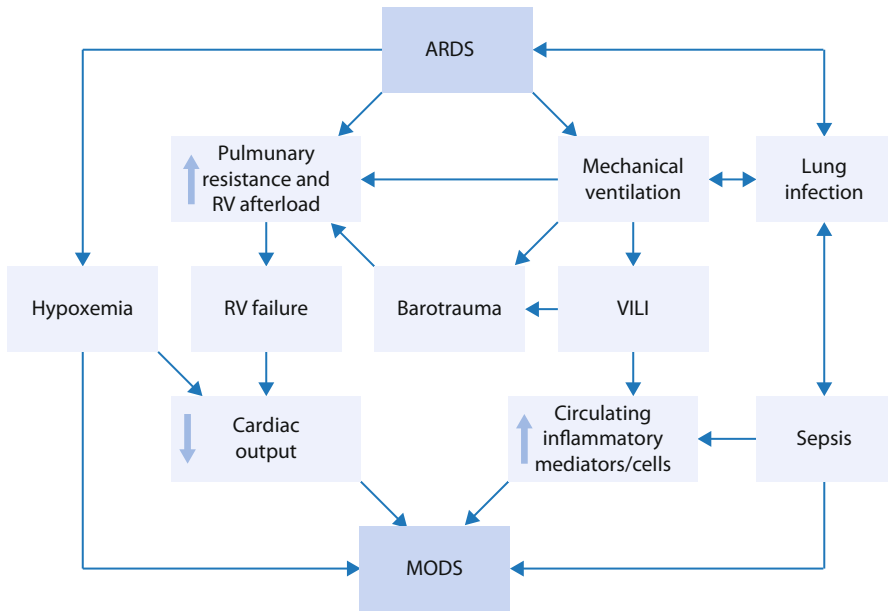 ARDS
Pulmunary
resistance and
RV afterload
Mechanical
ventilation
Lung
infection
Hypoxemia
RV failure
Barotrauma
VILI
Cardiac
output
Circulating
inflammatory
mediators/cells
Sepsis
MODS